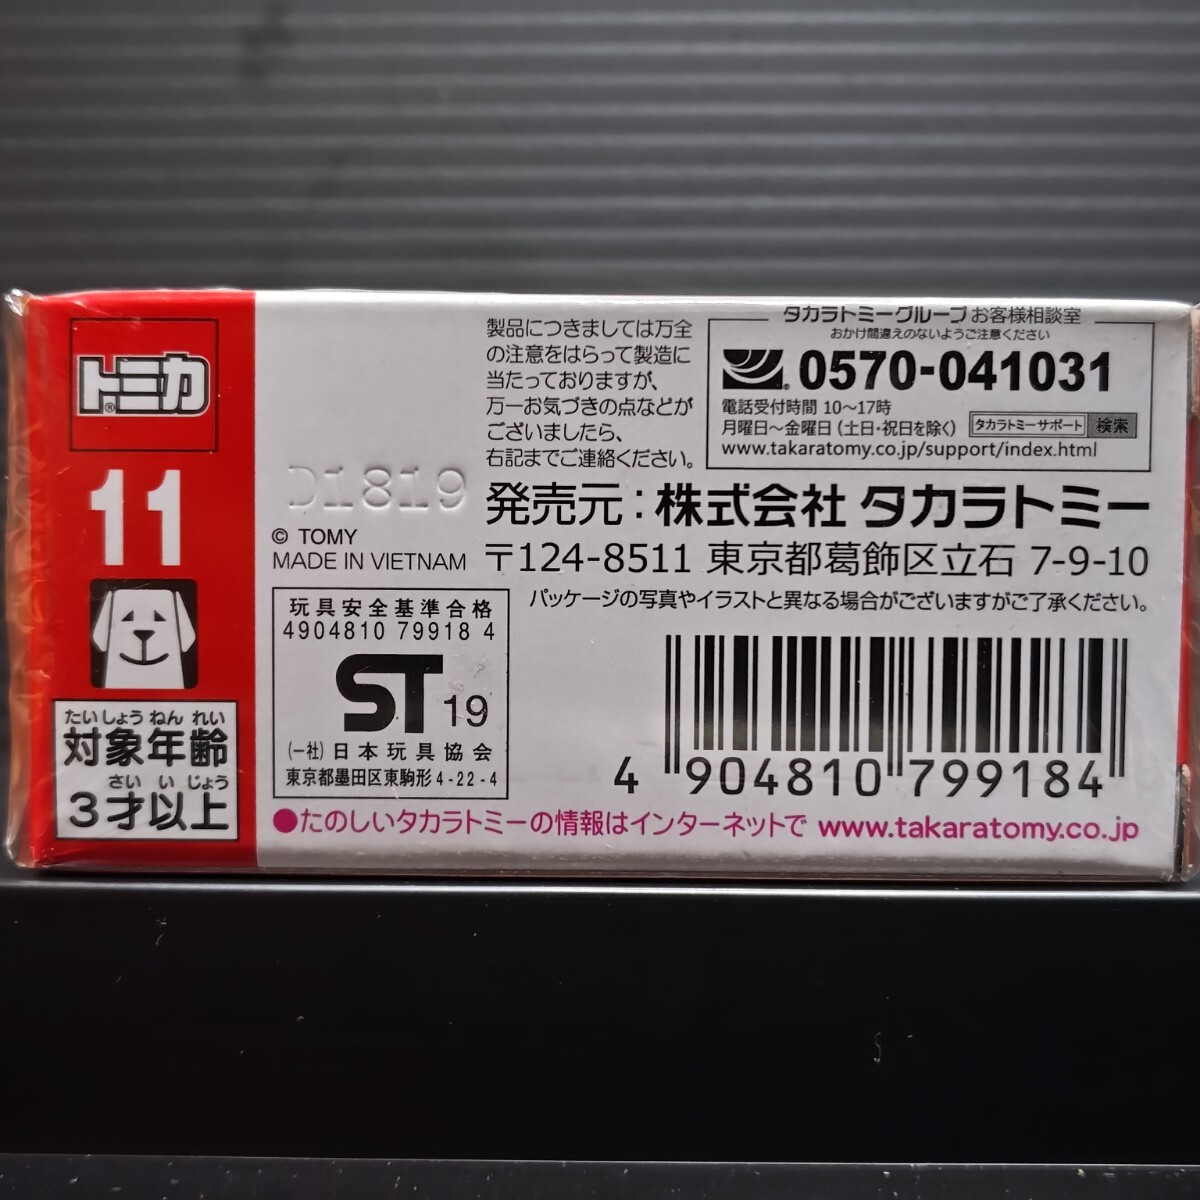 トミカ®
11
たいしょう ねん れい
対象年齢
さい い じょう
3才以上
D1819
© TOMY
MADE IN VIETNAM
玩具安全基準合格
4904810 79918 4
ST 19
(一社) 日本玩具協会
東京都墨田区東駒形 4-22-4
製品につきましては万全
の注意をはらって製造に
当たっておりますが、
万一お気づきの点などが
ございましたら、
右記までご連絡ください。
タカラトミーグループ お客様相談室
おかけ間違えのないようご注意ください
0570-041031
電話受付時間 10〜17時
月曜日〜金曜日 (土日・祝日を除く) タカラトミーサポート 検索
www.takaratomy.co.jp/support/index.html
発売元 : 株式会社 タカラトミー
〒124-8511 東京都葛飾区立石 7-9-10
パッケージの写真やイラストと異なる場合がございますがご了承ください。
4 904810 799184
●たのしいタカラトミーの情報はインターネットで www.takaratomy.co.jp